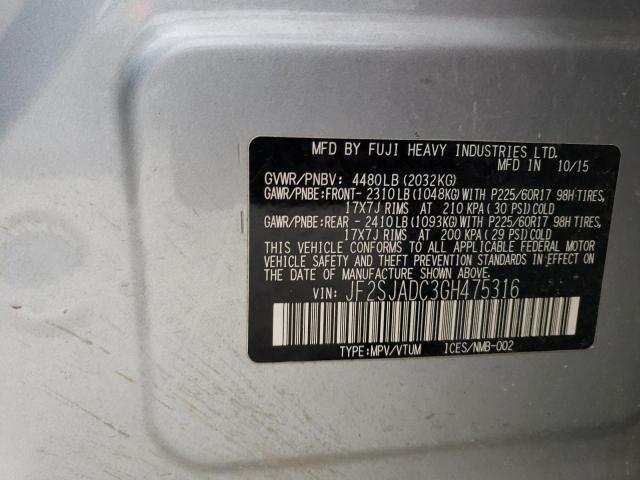 MFD BY FUJI HEAVY INDUSTRIES LTD.
MFD IN 10/15
GVWR/PNBV: 4480LB (2032KG)
GAWR/PNBE:FRONT-2310LB (1048KG) WITH P225/60R17 98H TIRES,
17X7J RIMS AT 210 KPA ( 30 PSI) COLD
GAWR/PNBE:REAR - 2410LB (1093KG) WITH P225/60R17 98H TIRES,
17X7J RIMS AT 200 KPA (29 PSI) COLD
THIS VEHICLE CONFORMS TO ALL APPLICABLE FEDERAL MOTOR
VEHICLE SAFETY AND THEFT PREVENTION STANDARDS IN EFFECT ON
THE DATE OF MANUFACTURE SHOWN ABOVE.
VIN: JF2SJADC3GH475316
TYPE:MPV/VTUM ICES/NMB-002